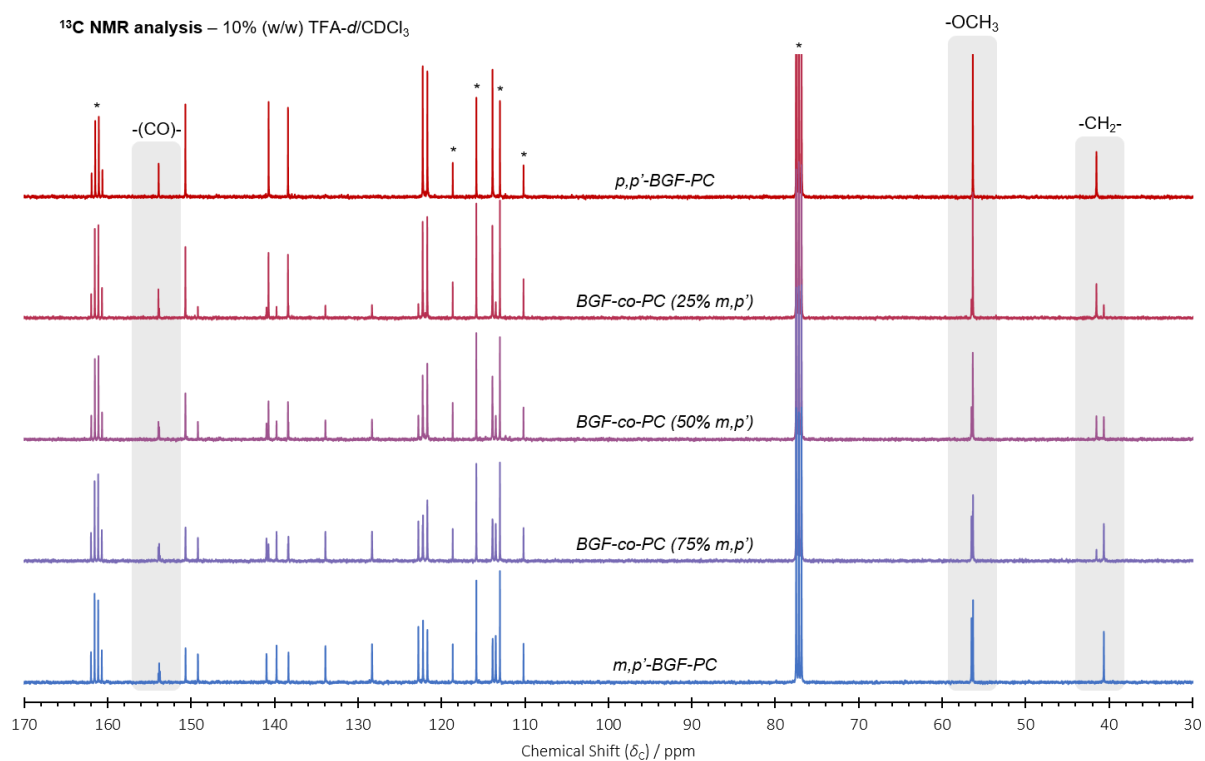 ¹³C NMR analysis – 10% (w/w) TFA-d/CDCl₃
-OCH₃
*
*
*
*
*
*
-(CO)-
-CH₂-
p,p’-BGF-PC
BGF-co-PC (25% m,p’)
BGF-co-PC (50% m,p’)
BGF-co-PC (75% m,p’)
m,p’-BGF-PC
170 160 150 140 130 120 110 100 90 80 70 60 50 40 30
Chemical Shift (δC) / ppm